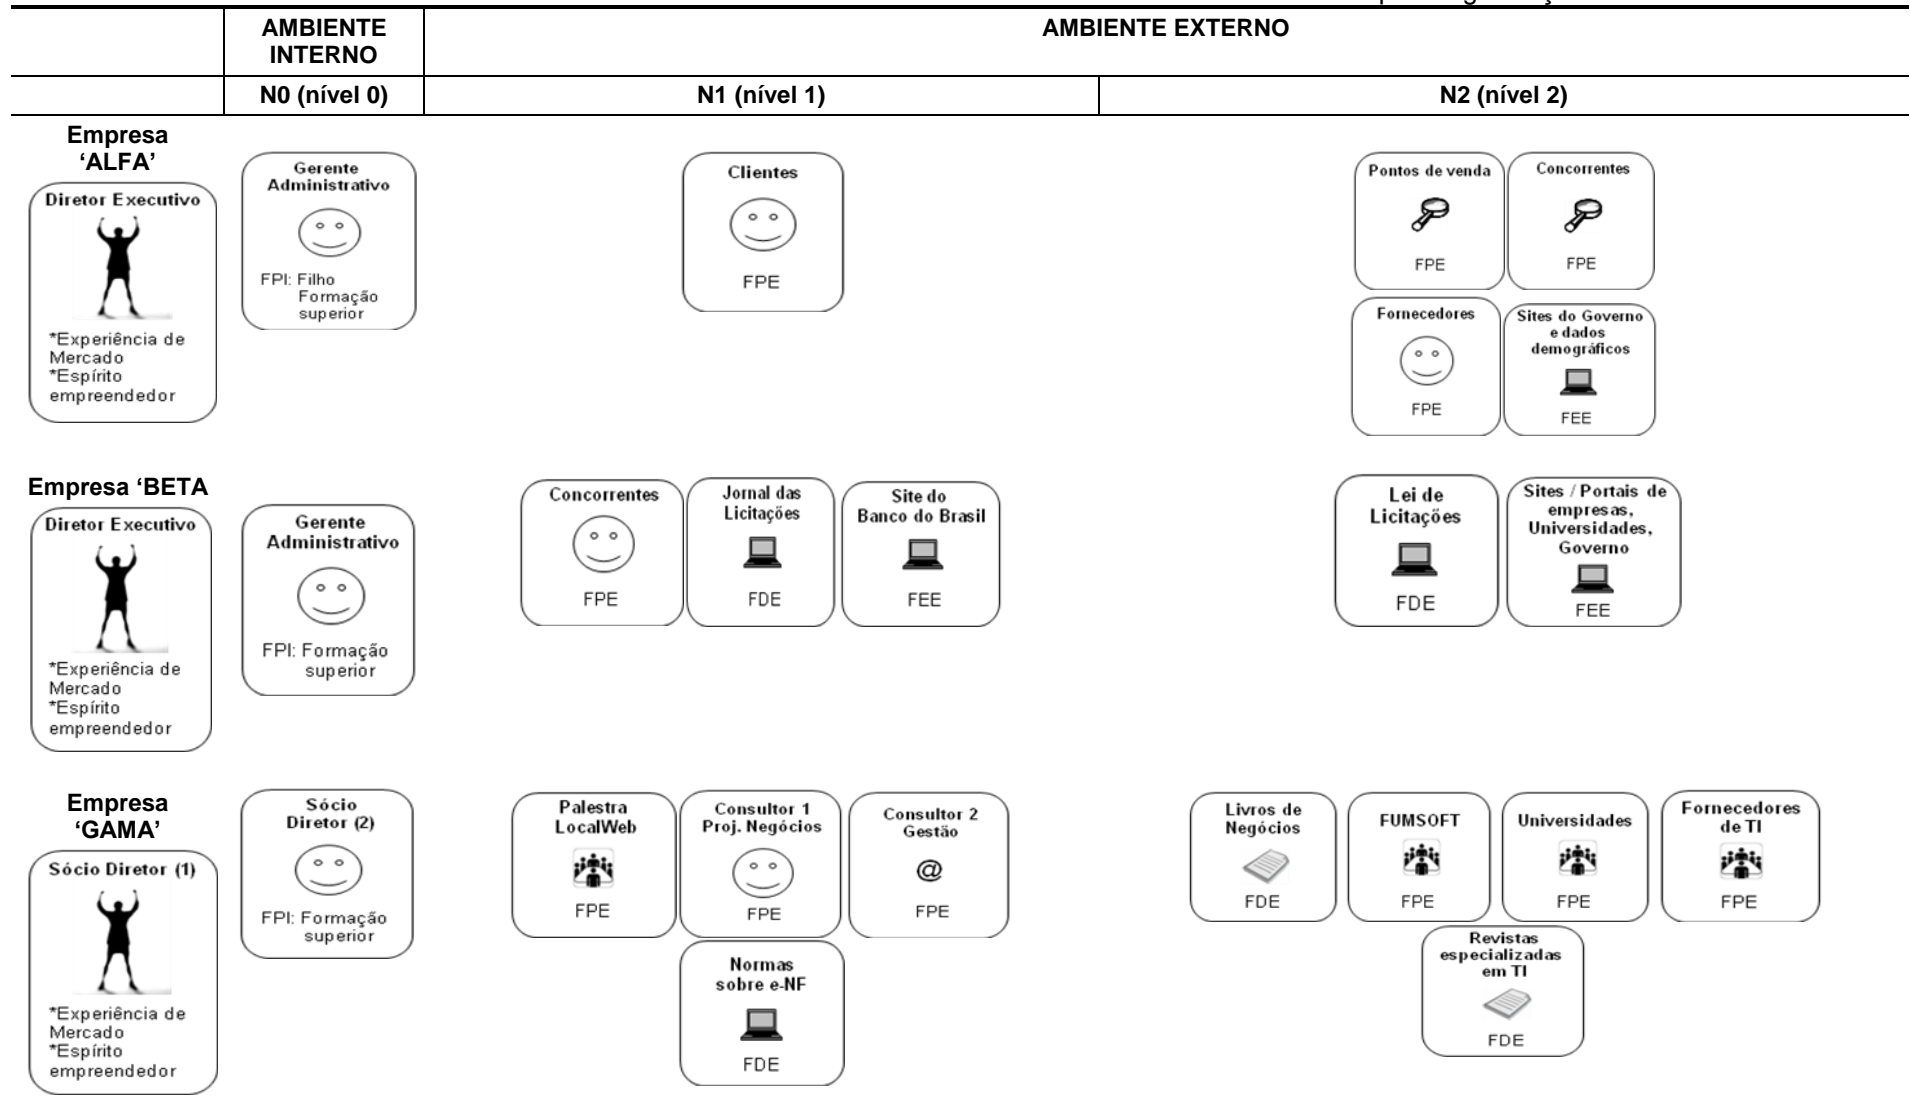 AMBIENTE
INTERNO
AMBIENTE EXTERNO
N0 (nível 0)
N1 (nível 1)
N2 (nível 2)
Empresa
‘ALFA’
Diretor Executivo
*Experiência de
Mercado
*Espírito
empreendedor
Gerente
Administrativo
FPI: Filho
Formação
superior
Clientes
FPE
Pontos de venda
FPE
Concorrentes
FPE
Fornecedores
FPE
Sites do Governo
e dados
demográficos
FEE
Empresa ‘BETA
Diretor Executivo
*Experiência de
Mercado
*Espírito
empreendedor
Gerente
Administrativo
FPI: Formação
superior
Concorrentes
FPE
Jornal das
Licitações
FDE
Site do
Banco do Brasil
FEE
Lei de
Licitações
FDE
Sites / Portais de
empresas,
Universidades,
Governo
FEE
Empresa
‘GAMA’
Sócio Diretor (1)
*Experiência de
Mercado
*Espírito
empreendedor
Sócio
Diretor (2)
FPI: Formação
superior
Palestra
LocalWeb
FPE
Consultor 1
Proj. Negócios
FPE
Consultor 2
Gestão
@
FPE
Normas
sobre e-NF
FDE
Livros de
Negócios
FDE
FUMSOFT
FPE
Universidades
FPE
Fornecedores
de TI
FPE
Revistas
especializadas
em TI
FDE